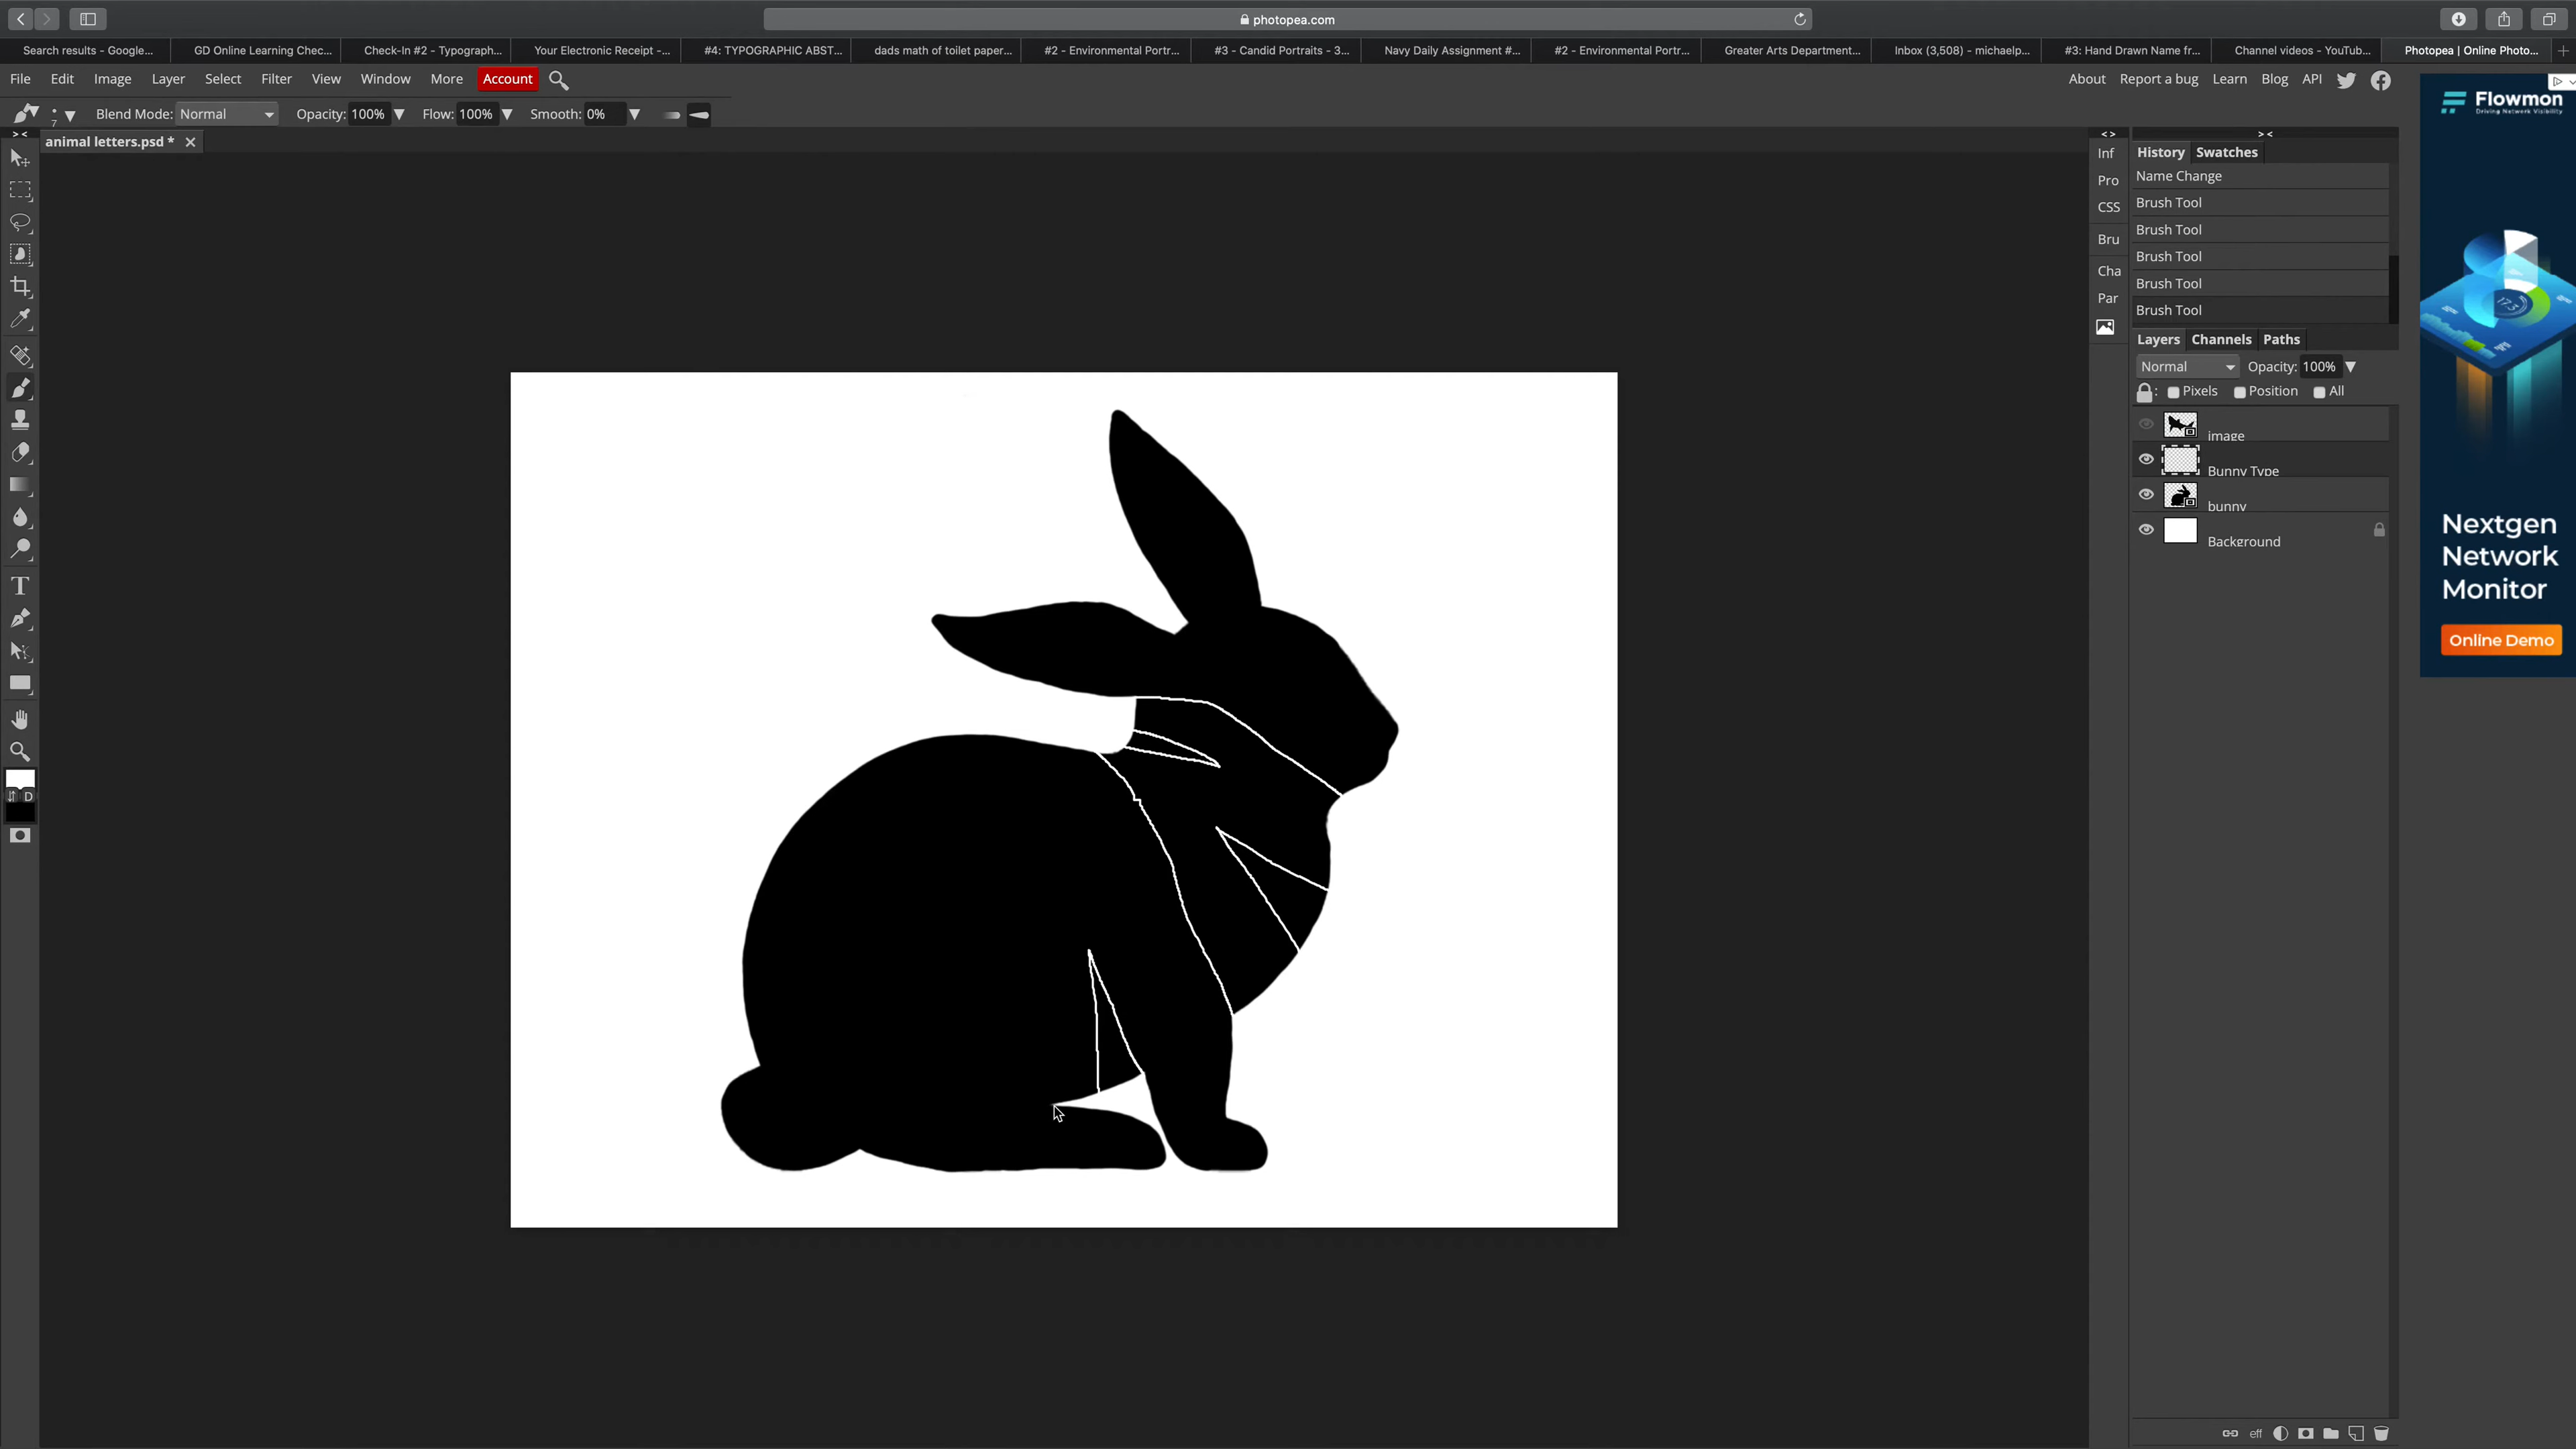 photopea.com
Search results - Google...
GD Online Learning Chec...
Check-In #2 - Typograph...
Your Electronic Receipt -...
#4: TYPOGRAPHIC ABST...
dads math of toilet paper...
#2 - Environmental Portr...
#3 - Candid Portraits - 3...
Navy Daily Assignment #...
#2 - Environmental Portr...
Greater Arts Department...
Inbox (3,508) - michaelp...
#3: Hand Drawn Name fr...
Channel videos - YouTub...
Photopea | Online Photo...
File Edit Image Layer Select Filter View Window More Account
About Report a bug Learn Blog API
7 Blend Mode: Normal Opacity: 100% Flow: 100% Smooth: 0%
animal letters.psd *
D
Inf
Pro
CSS
Bru
Cha
Par
History Swatches
Name Change
Brush Tool
Brush Tool
Brush Tool
Brush Tool
Brush Tool
Layers Channels Paths
Normal Opacity: 100%
Pixels Position All
image
Bunny Type
bunny
Background
eff
Flowmon
Driving Network Visibility
Nextgen
Network
Monitor
Online Demo